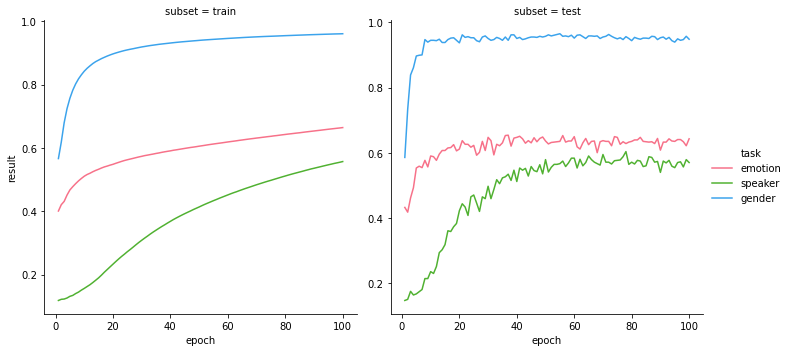 subset = train
1.0
0.8
0.6
0.4
0.2
result
0
20
40
60
80
100
epoch
subset = test
1.0
0.8
0.6
0.4
0.2
0
20
40
60
80
100
epoch
task
emotion
speaker
gender